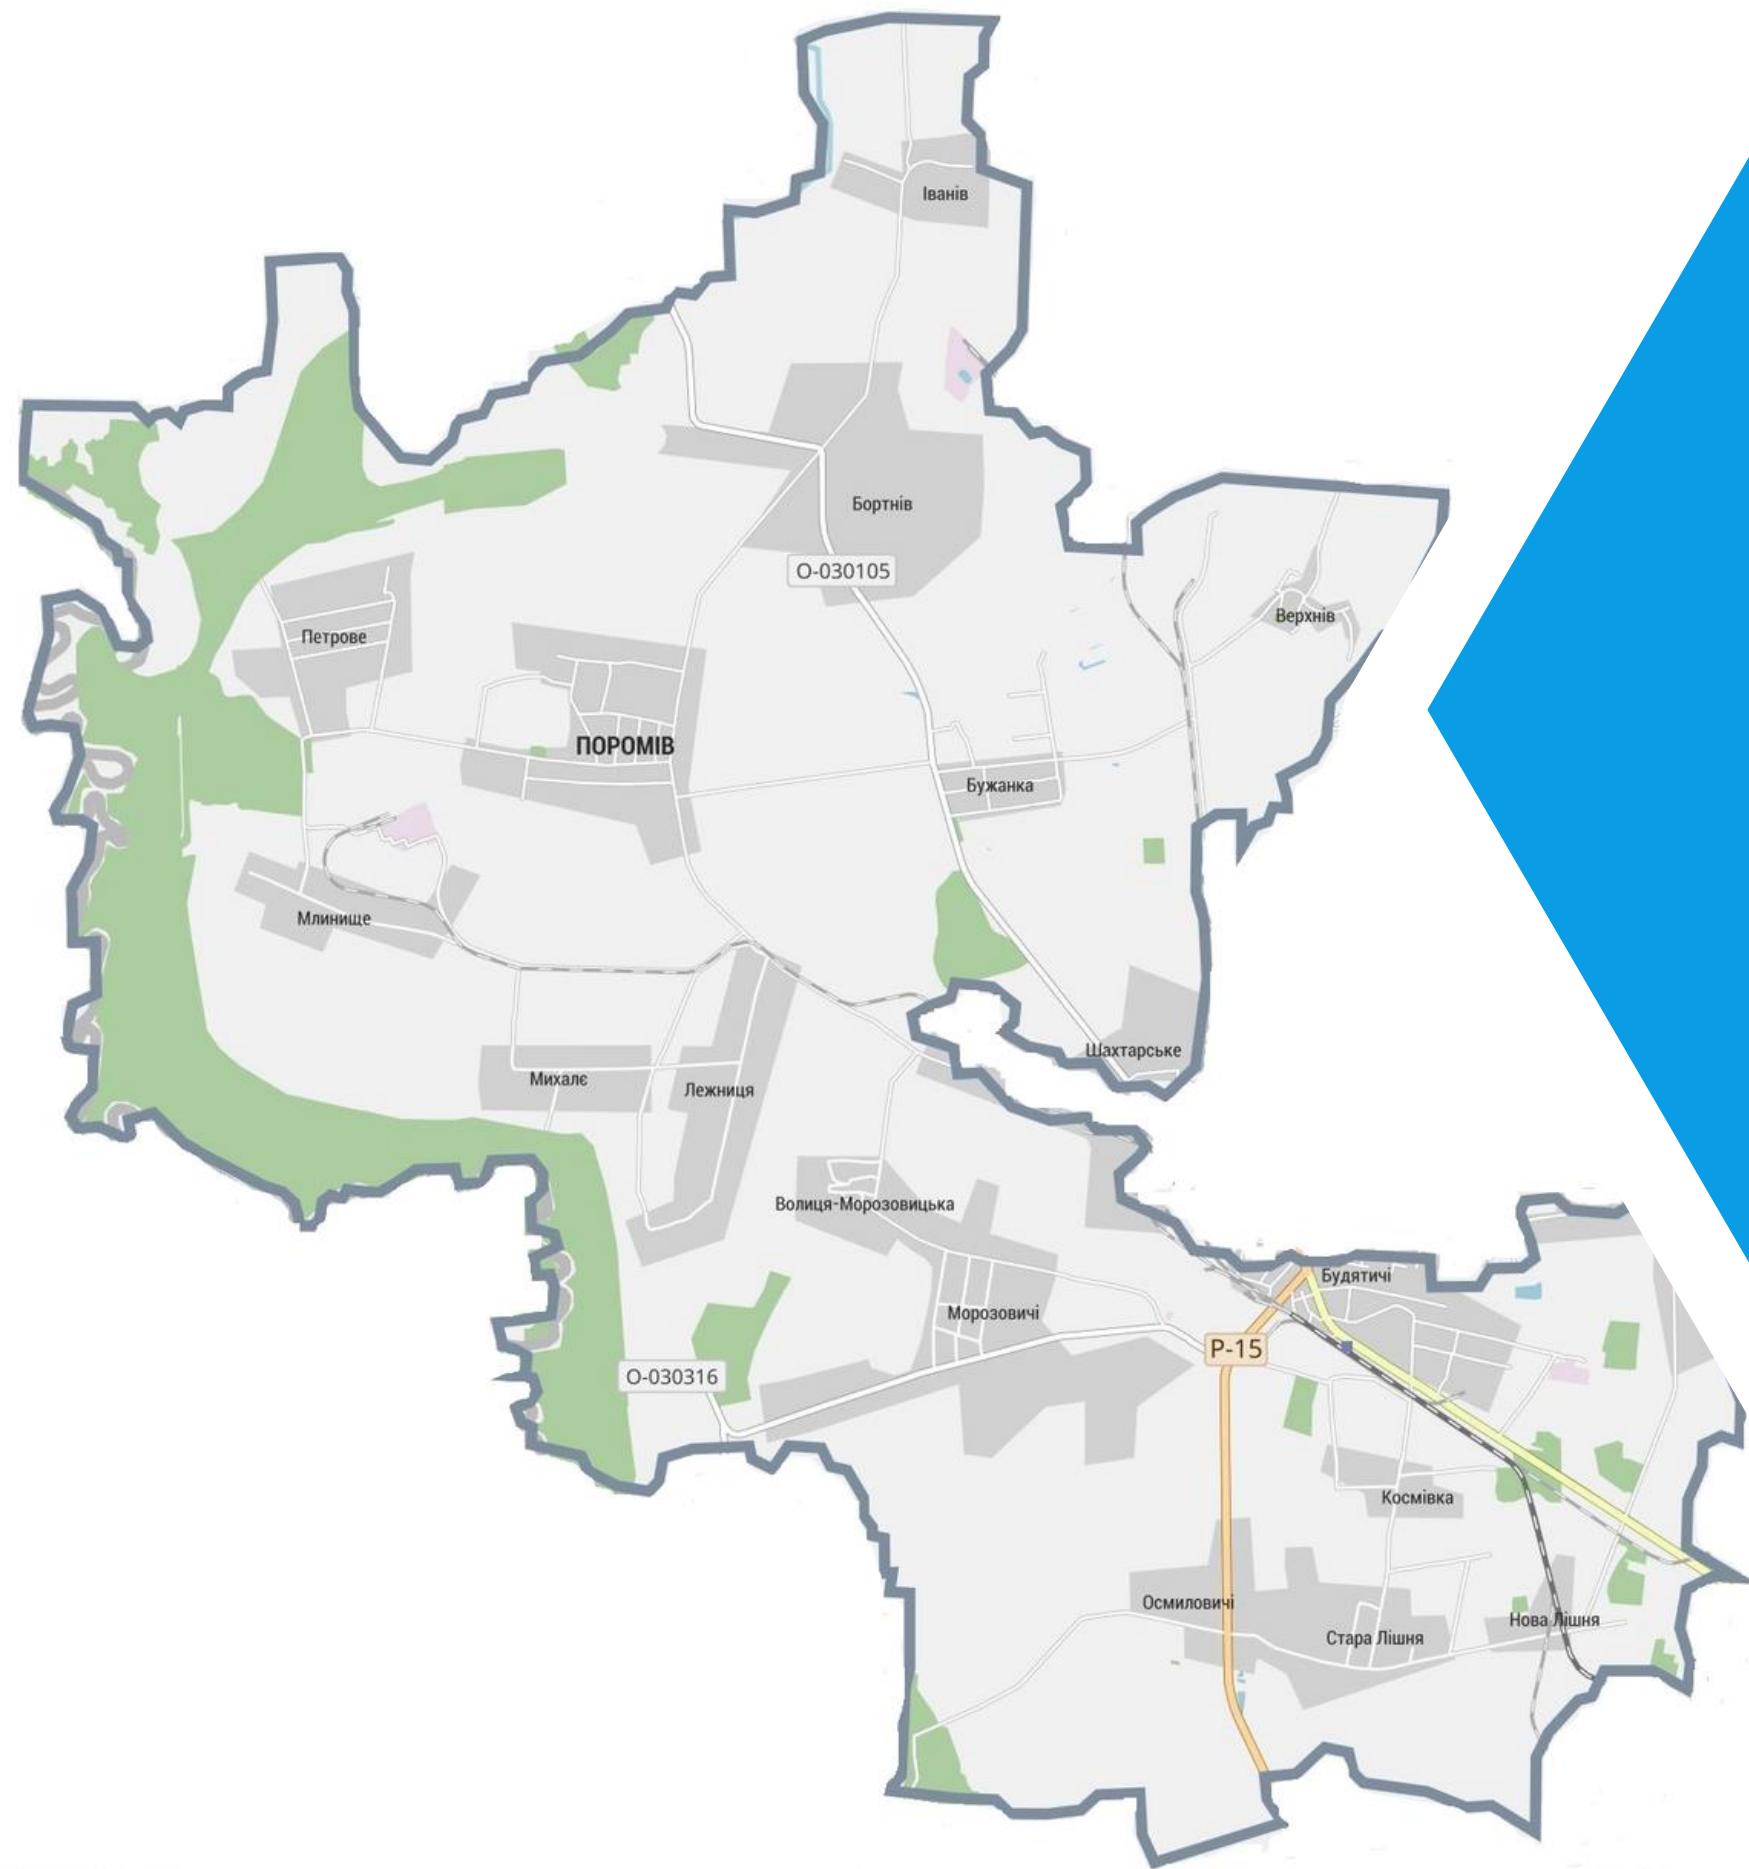 Іванів
Бортнів
О-030105
Верхнів
Петрове
ПОРОМІВ
Бужанка
Млинище
Шахтарське
Михалє
Лежниця
Волиця-Морозовицька
Будятичі
Морозовичі
Р-15
О-030316
Космівка
Осмиловичі
Нова Лішня
Стара Лішня